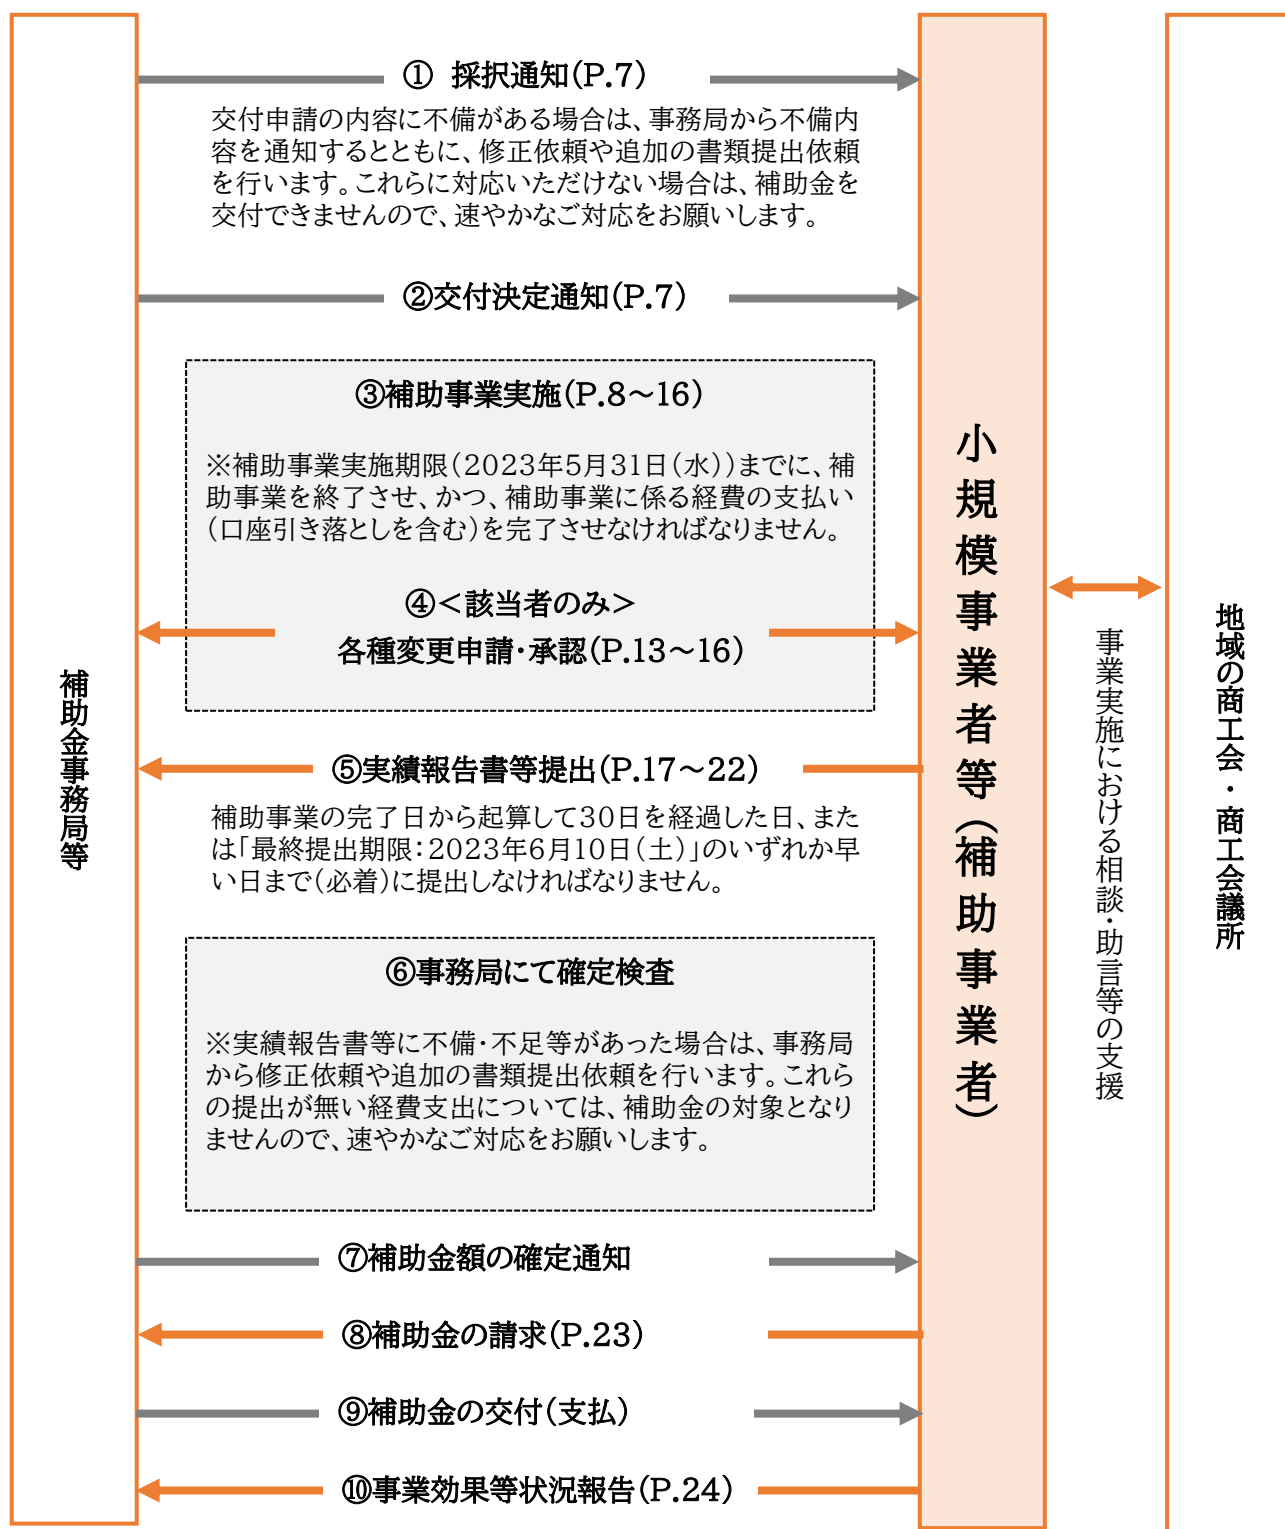 ① 採択通知(P.7)
交付申請の内容に不備がある場合は、事務局から不備内
容を通知するとともに、修正依頼や追加の書類提出依頼
を行います。これらに対応いただけない場合は、補助金を
交付できませんので、速やかなご対応をお願いします。
②交付決定通知(P.7)
③補助事業実施(P.8～16)
※補助事業実施期限(2023年5月31日(水))までに、補
助事業を終了させ、かつ、補助事業に係る経費の支払い
(口座引き落としを含む)を完了させなければなりません。
④＜該当者のみ＞
各種変更申請・承認(P.13～16)
⑤実績報告書等提出(P.17～22)
補助事業の完了日から起算して30日を経過した日、また
は「最終提出期限:2023年6月10日(土)」のいずれか早
い日まで(必着)に提出しなければなりません。
⑥事務局にて確定検査
※実績報告書等に不備・不足等があった場合は、事務局
から修正依頼や追加の書類提出依頼を行います。これら
の提出が無い経費支出については、補助金の対象となり
ませんので、速やかなご対応をお願いします。
⑦補助金額の確定通知
⑧補助金の請求(P.23)
⑨補助金の交付(支払)
⑩事業効果等状況報告(P.24)
補助金事務局等
小規模事業者等(補助事業者)
事業実施における相談・助言等の支援
地域の商工会・商工会議所